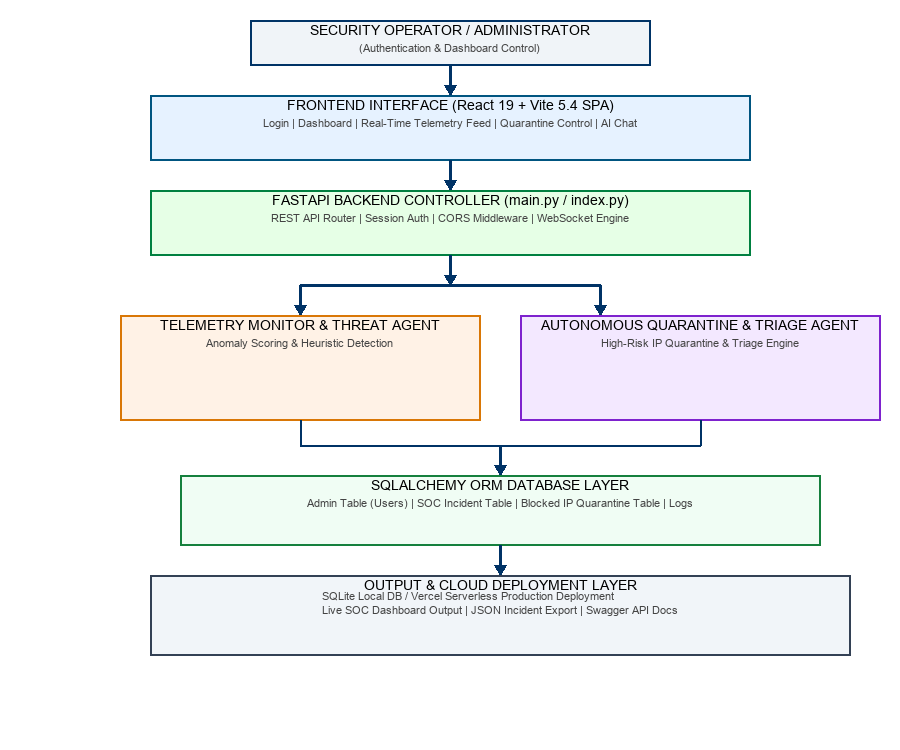 SECURITY OPERATOR / ADMINISTRATOR
(Authentication & Dashboard Control)
FRONTEND INTERFACE (React 19 + Vite 5.4 SPA)
Login | Dashboard | Real-Time Telemetry Feed | Quarantine Control | AI Chat
FASTAPI BACKEND CONTROLLER (main.py / index.py)
REST API Router | Session Auth | CORS Middleware | WebSocket Engine
TELEMETRY MONITOR & THREAT AGENT
Anomaly Scoring & Heuristic Detection
AUTONOMOUS QUARANTINE & TRIAGE AGENT
High-Risk IP Quarantine & Triage Engine
SQLALCHEMY ORM DATABASE LAYER
Admin Table (Users) | SOC Incident Table | Blocked IP Quarantine Table | Logs
OUTPUT & CLOUD DEPLOYMENT LAYER
SQLite Local DB / Vercel Serverless Production Deployment
Live SOC Dashboard Output | JSON Incident Export | Swagger API Docs